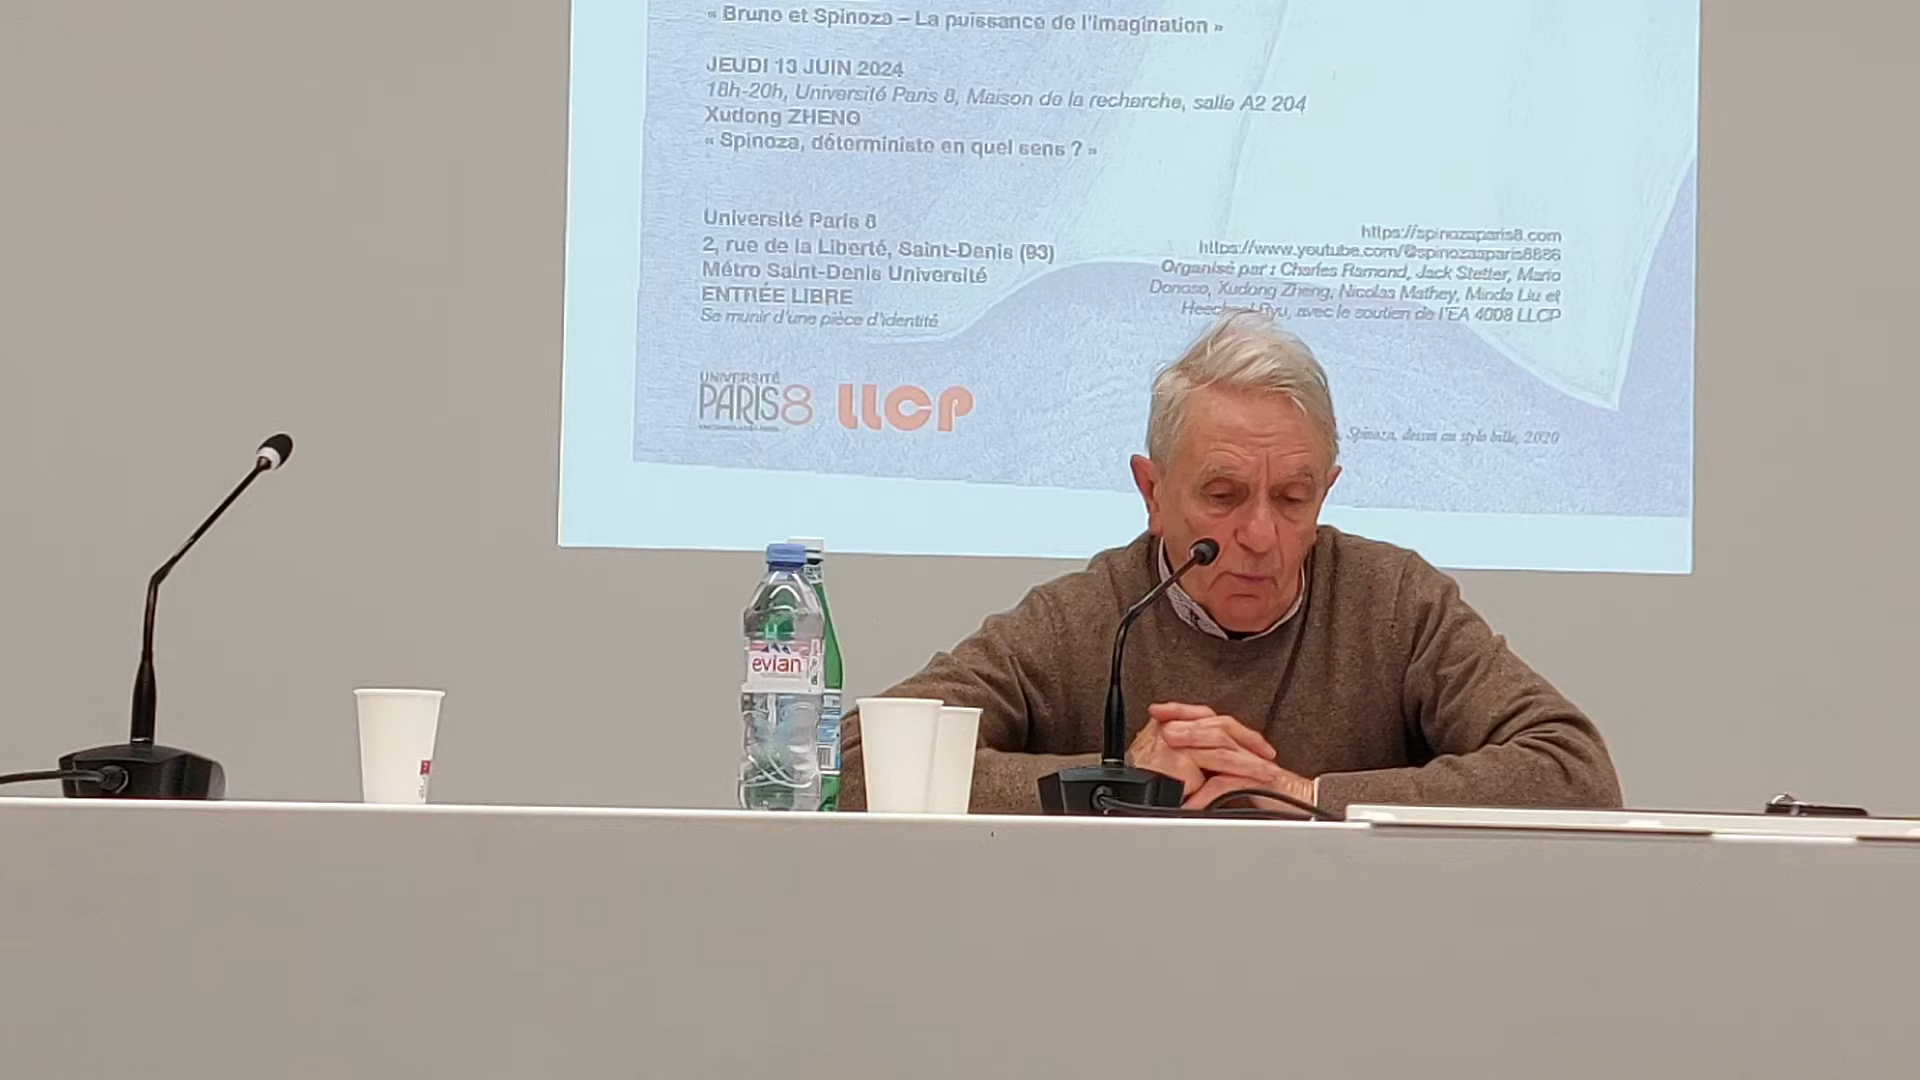 « Bruno et Spinoza – La puissance de l'imagination »
JEUDI 13 JUIN 2024
18h-20h, Université Paris 8, Maison de la recherche, salle A2 204
Xudong ZHENG
« Spinoza, déterministe en quel sens ? »
Université Paris 8
2, rue de la Liberté, Saint-Denis (93)
Métro Saint-Denis Université
ENTRÉE LIBRE
Se munir d'une pièce d'identité
https://spinozaparis8.com
https://www.youtube.com/@spinozaaparis8886
Organisé par : Charles Ramond, Jack Stetter, Mario
Donoso, Xudong Zheng, Nicolas Mathey, Minda Liu et
Ryu, avec le soutien de l'EA 4008 LLCP
UNIVERSITÉ
PARIS8
LLCP
Spinoza, dessin au stylo bille, 2020
evian